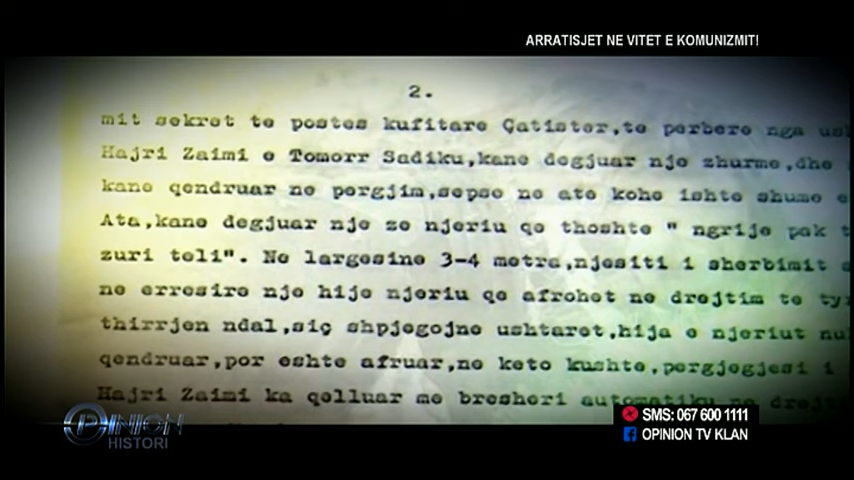 ARRATISJET NE VITET E KOMUNIZMIT!
2.
mit sekret te postes kufitare Çatister,te perbere nga
Hajri Zaimi e Tomorr Sadiku,kane degjuar nje zhurme,dhe
kane qendruar ne pergjim,sepse ne ate kohe ishte shume e
Ata,kane degjuar nje ze njeriu qe thoshte " ngrije pak t
zuri teli". Ne largesine 3-4 metra,njesiti i sherbimit
ne erresire nje hije njeriu qe afrohet ne drejtim te
thirrjen ndal,siç shpjegojne ushtaret,hija e njeriut
qendruar,por eshte afruar,ne keto kushte,pergjegjesi i
Hajri Zaimi ka qelluar me bresheri automatiku ne
OPINION
HISTORI
SMS: 067 600 1111
OPINION TV KLAN